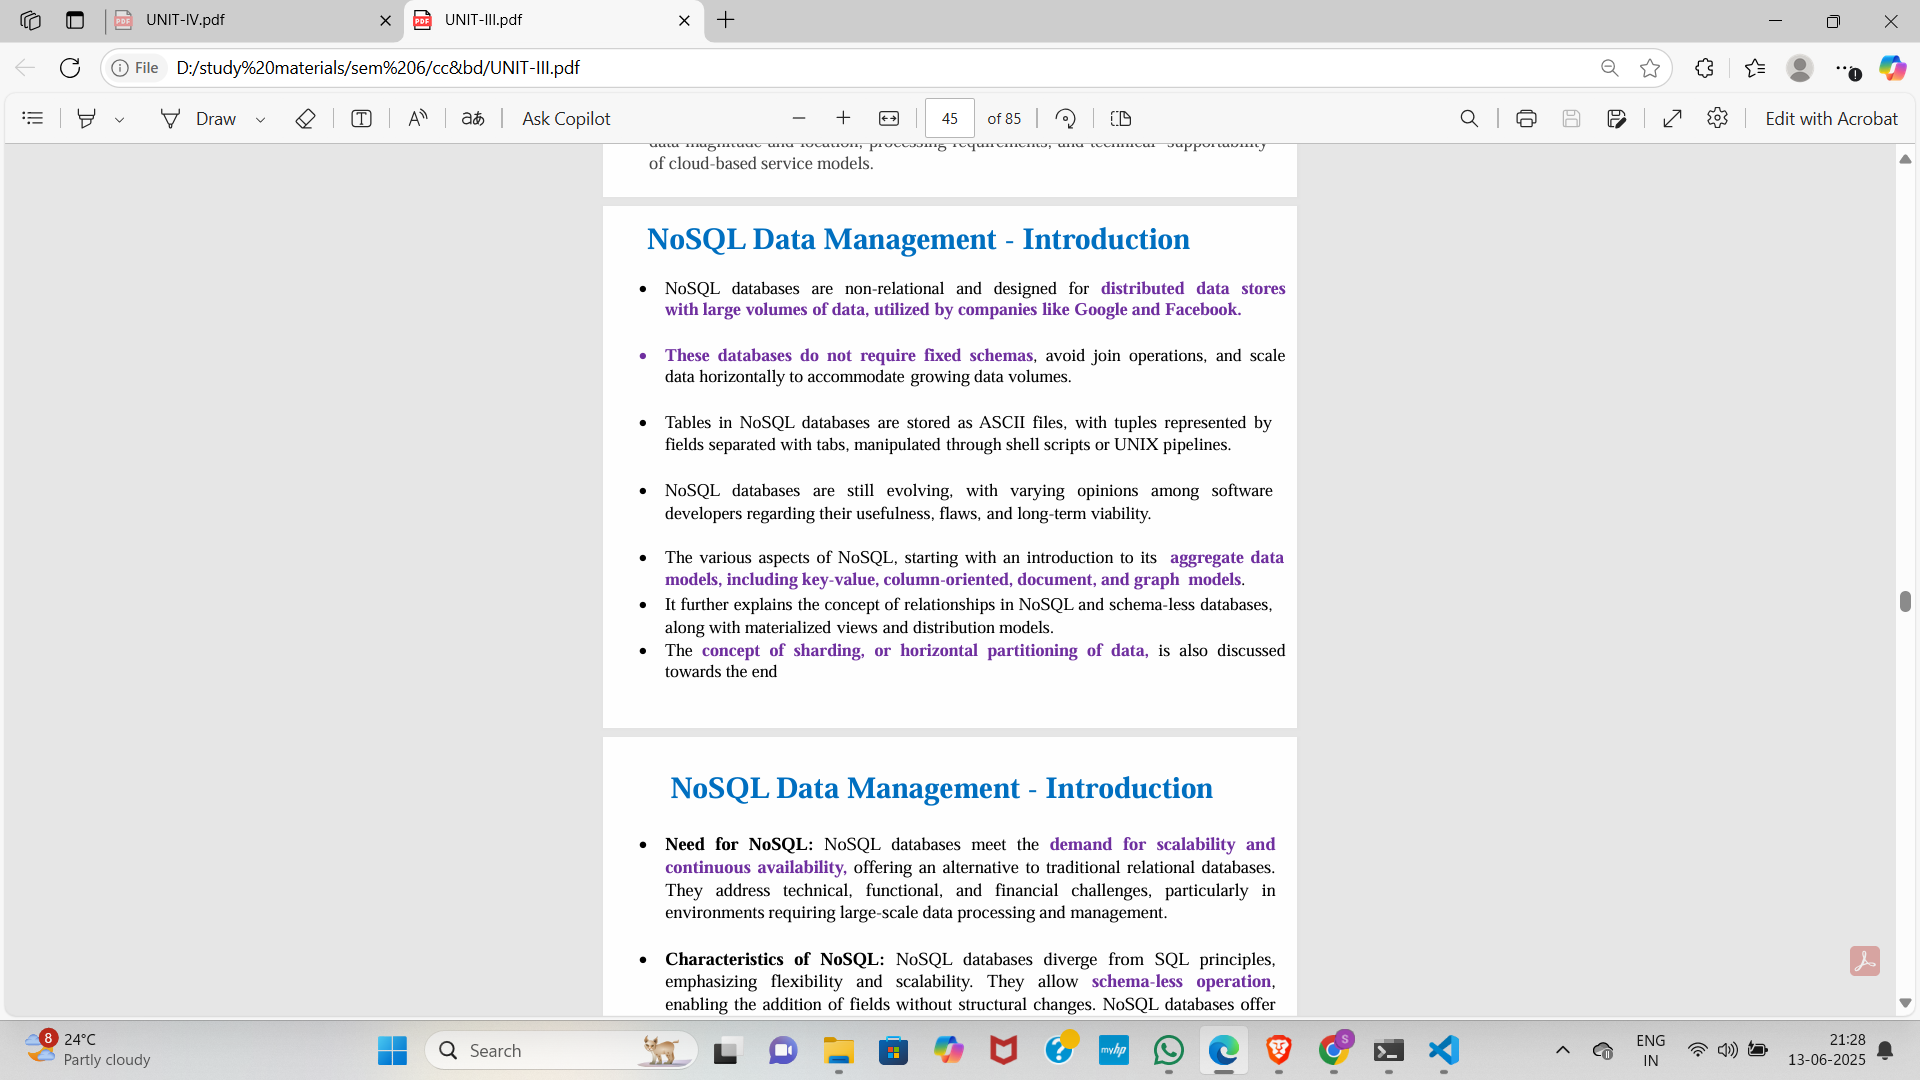 UNIT-IV.pdf
UNIT-III.pdf
File
D:/study%20materials/sem%206/cc&bd/UNIT-III.pdf
Draw
Ask Copilot
45
of 85
Edit with Acrobat
data magnitude and location, processing requirements, and technical supportability
of cloud-based service models.
NoSQL Data Management - Introduction
• NoSQL databases are non-relational and designed for distributed data stores
with large volumes of data, utilized by companies like Google and Facebook.
• These databases do not require fixed schemas, avoid join operations, and scale
data horizontally to accommodate growing data volumes.
• Tables in NoSQL databases are stored as ASCII files, with tuples represented by
fields separated with tabs, manipulated through shell scripts or UNIX pipelines.
• NoSQL databases are still evolving, with varying opinions among software
developers regarding their usefulness, flaws, and long-term viability.
• The various aspects of NoSQL, starting with an introduction to its aggregate data
models, including key-value, column-oriented, document, and graph models.
• It further explains the concept of relationships in NoSQL and schema-less databases,
along with materialized views and distribution models.
• The concept of sharding, or horizontal partitioning of data, is also discussed
towards the end
NoSQL Data Management - Introduction
• Need for NoSQL: NoSQL databases meet the demand for scalability and
continuous availability, offering an alternative to traditional relational databases.
They address technical, functional, and financial challenges, particularly in
environments requiring large-scale data processing and management.
• Characteristics of NoSQL: NoSQL databases diverge from SQL principles,
emphasizing flexibility and scalability. They allow schema-less operation,
enabling the addition of fields without structural changes. NoSQL databases offer
8
24°C
Partly cloudy
Search
myhp
S
ENG
IN
21:28
13-06-2025